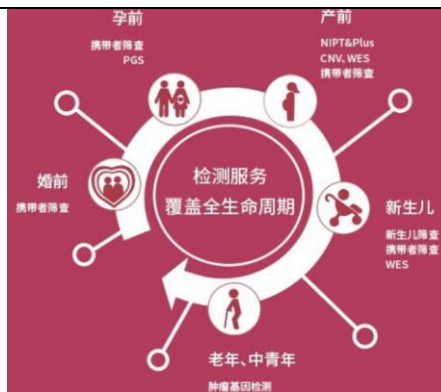 孕前
携带者筛查
PGS
产前
NIPT&Plus
CNV、WES
携带者筛查
婚前
携带者筛查
检测服务
覆盖全生命周期
新生儿
新生儿筛查
携带者筛查
WES
老年、中青年
肿瘤基因检测